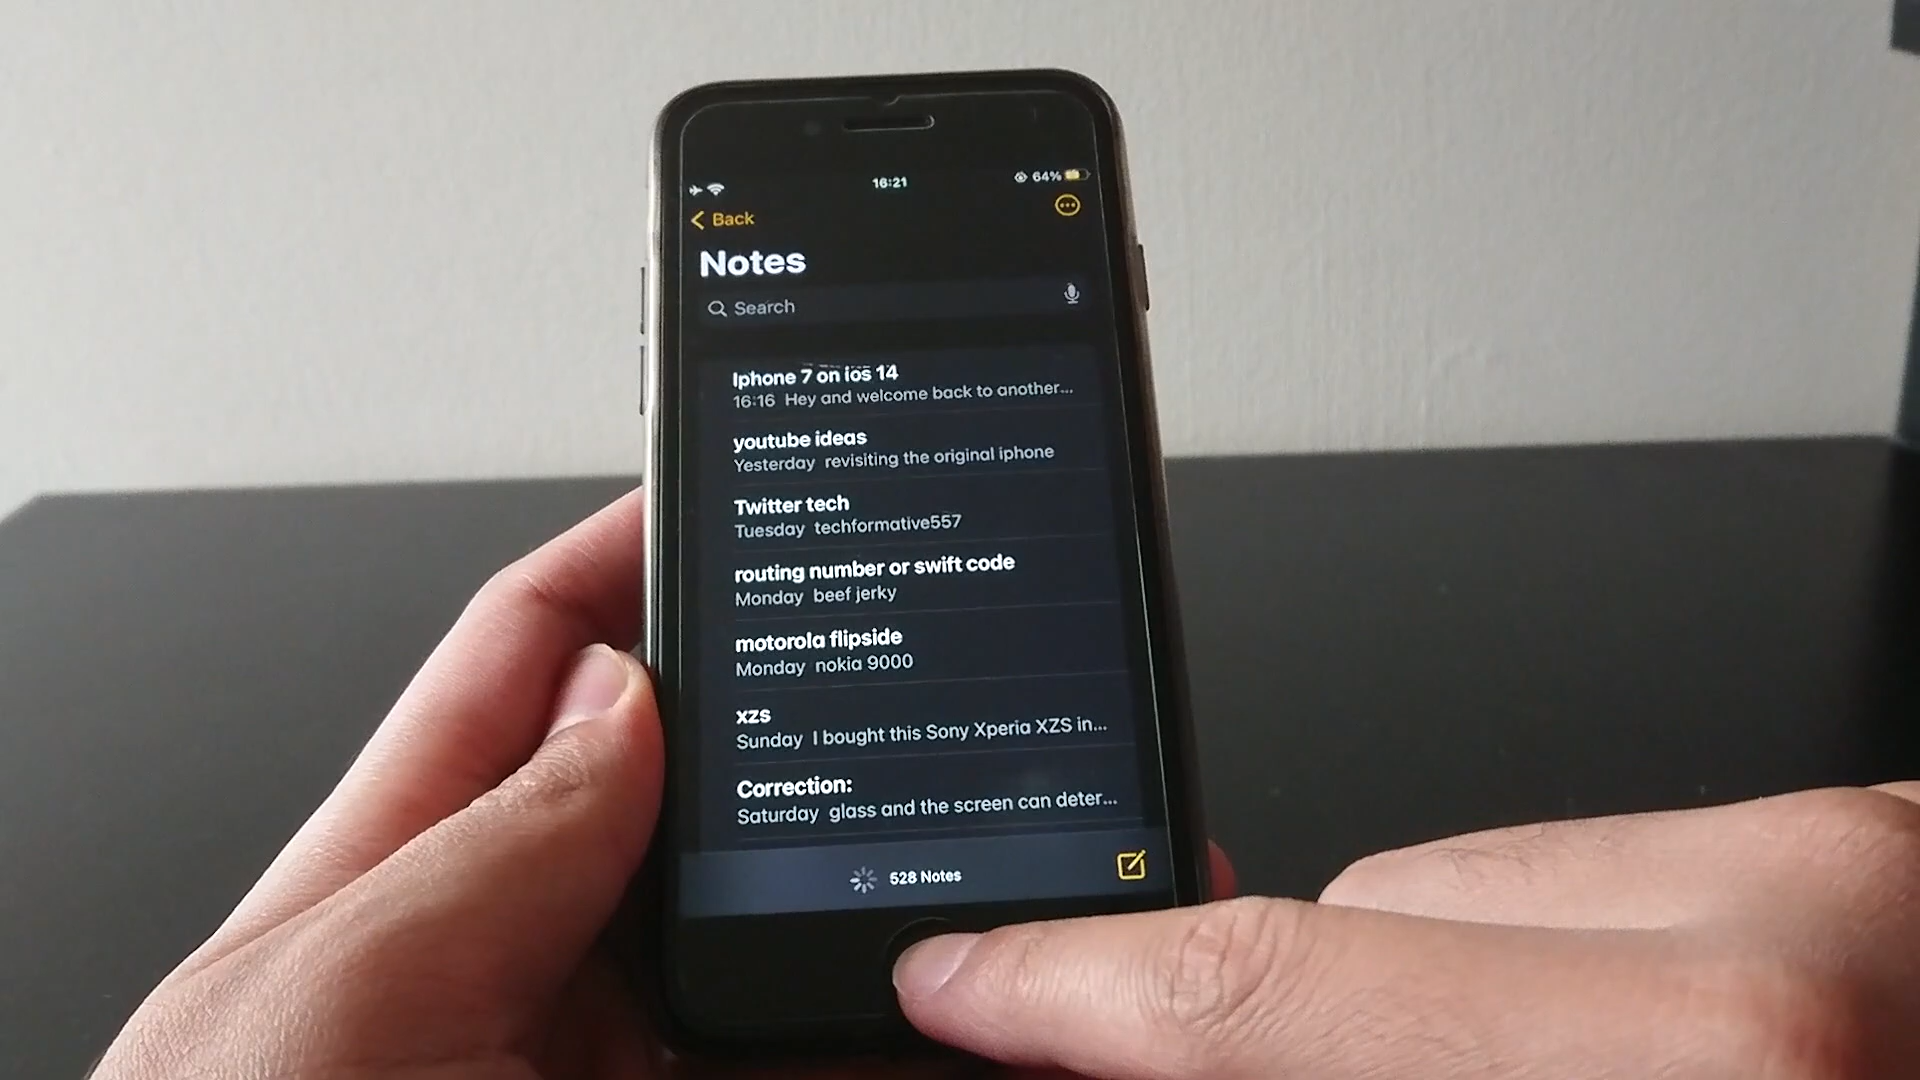 16:21
64%
Back
Notes
Search
Iphone 7 on ios 14
16:16 Hey and welcome back to another...
youtube ideas
Yesterday revisiting the original iphone
Twitter tech
Tuesday techformative557
routing number or swift code
Monday beef jerky
motorola flipside
Monday nokia 9000
xzs
Sunday I bought this Sony Xperia XZS in...
Correction:
Saturday glass and the screen can deter...
528 Notes